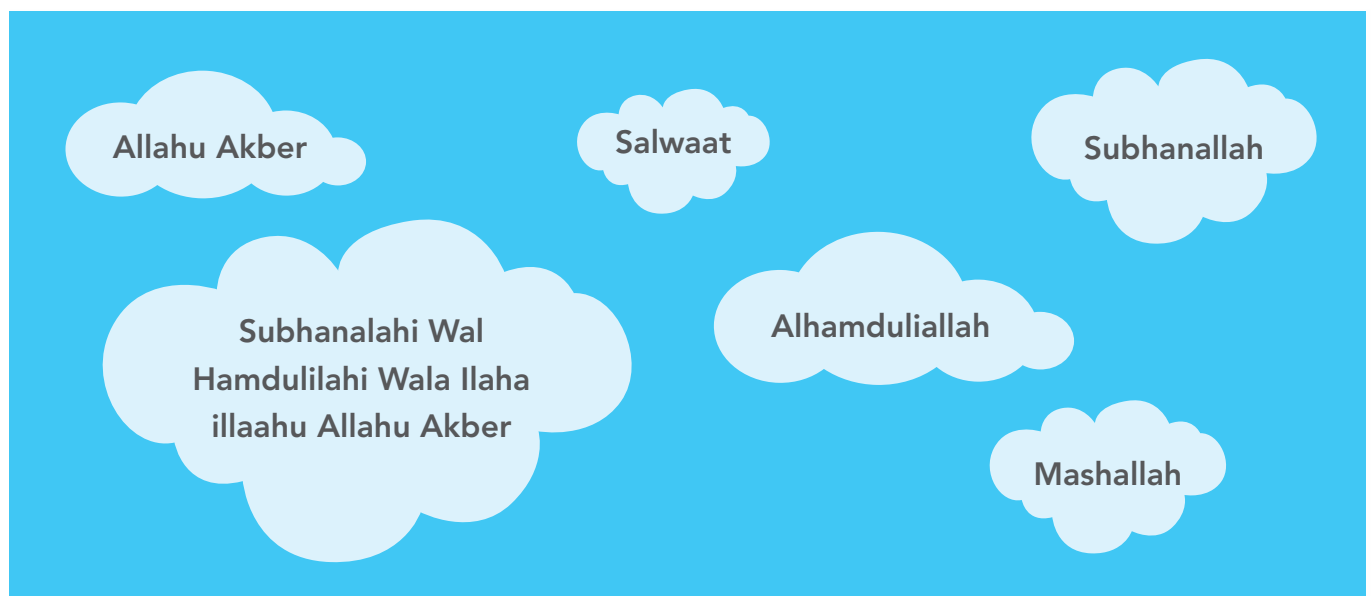 Allahu Akber
Salwaat
Subhanallah
Subhanalahi Wal
Hamdulilahi Wala Ilaha
illaahu Allahu Akber
Alhamduliallah
Mashallah